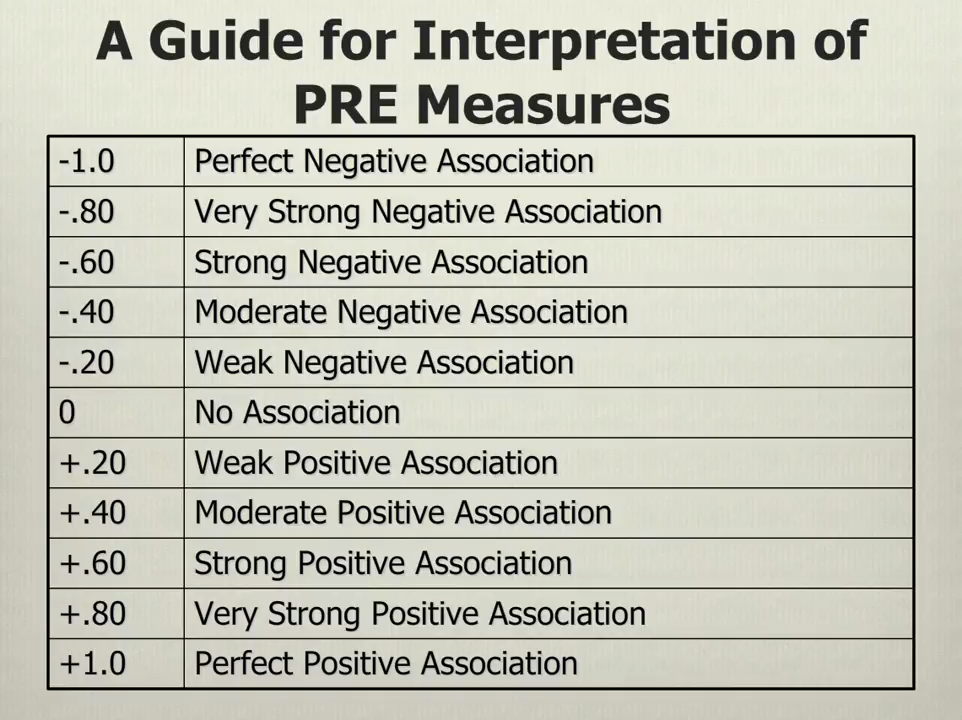 A Guide for Interpretation of
PRE Measures
-1.0 Perfect Negative Association
-.80 Very Strong Negative Association
-.60 Strong Negative Association
-.40 Moderate Negative Association
-.20 Weak Negative Association
0 No Association
+.20 Weak Positive Association
+.40 Moderate Positive Association
+.60 Strong Positive Association
+.80 Very Strong Positive Association
+1.0 Perfect Positive Association